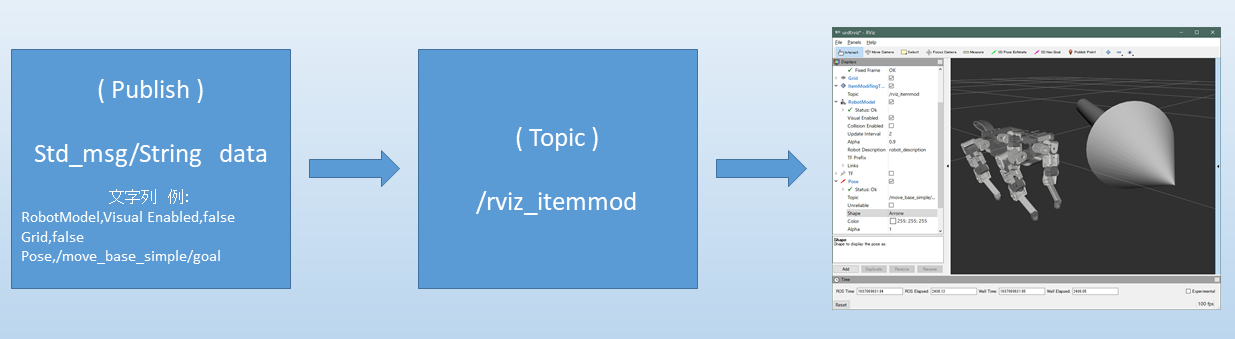 ( Publish )
Std_msg/String data
文字列 例:
RobotModel,Visual Enabled,false
Grid,false
Pose,/move_base_simple/goal
( Topic )
/rviz_itemmod
urdf.rviz* - RViz
File Panels Help
Interact Move Camera Select Focus Camera Measure 2D Pose Estimate 2D Nav Goal Publish Point
Displays
Fixed Frame OK
Grid
ItemModifingT...
Topic /rviz_itemmod
RobotModel
Status: Ok
Visual Enabled
Collision Enabled
Update Interval 2
Alpha 0.9
Robot Description robot_description
TF Prefix
Links
TF
Pose
Status: Ok
Topic /move_base_simple/...
Unreliable
Shape Arrow
Color 255; 255; 255
Alpha 1
Shape
Shape to display the pose as.
Add Duplicate Remove Rename
Time
ROS Time: ROS Elapsed: Wall Time: Wall Elapsed: Experimental
Reset 100 fps